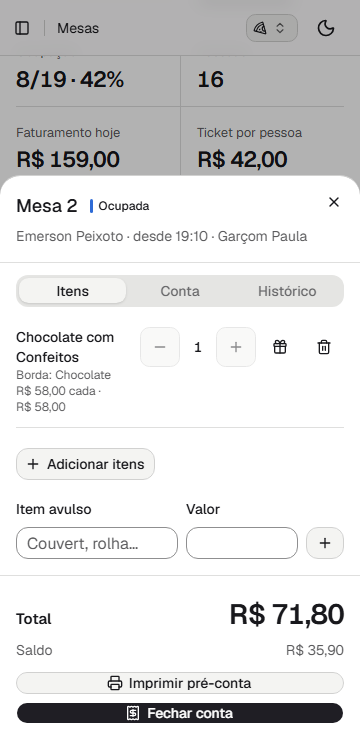 Mesas
8/19 · 42%
16
Faturamento hoje
Ticket por pessoa
R$ 159,00
R$ 42,00
Mesa 2
Ocupada
Emerson Peixoto · desde 19:10 · Garçom Paula
Itens
Conta
Histórico
Chocolate com
Confeitos
1
Borda: Chocolate
R$ 58,00 cada ·
R$ 58,00
Adicionar itens
Item avulso
Valor
Couvert, rolha...
Total
R$ 71,80
Saldo
R$ 35,90
Imprimir pré-conta
Fechar conta